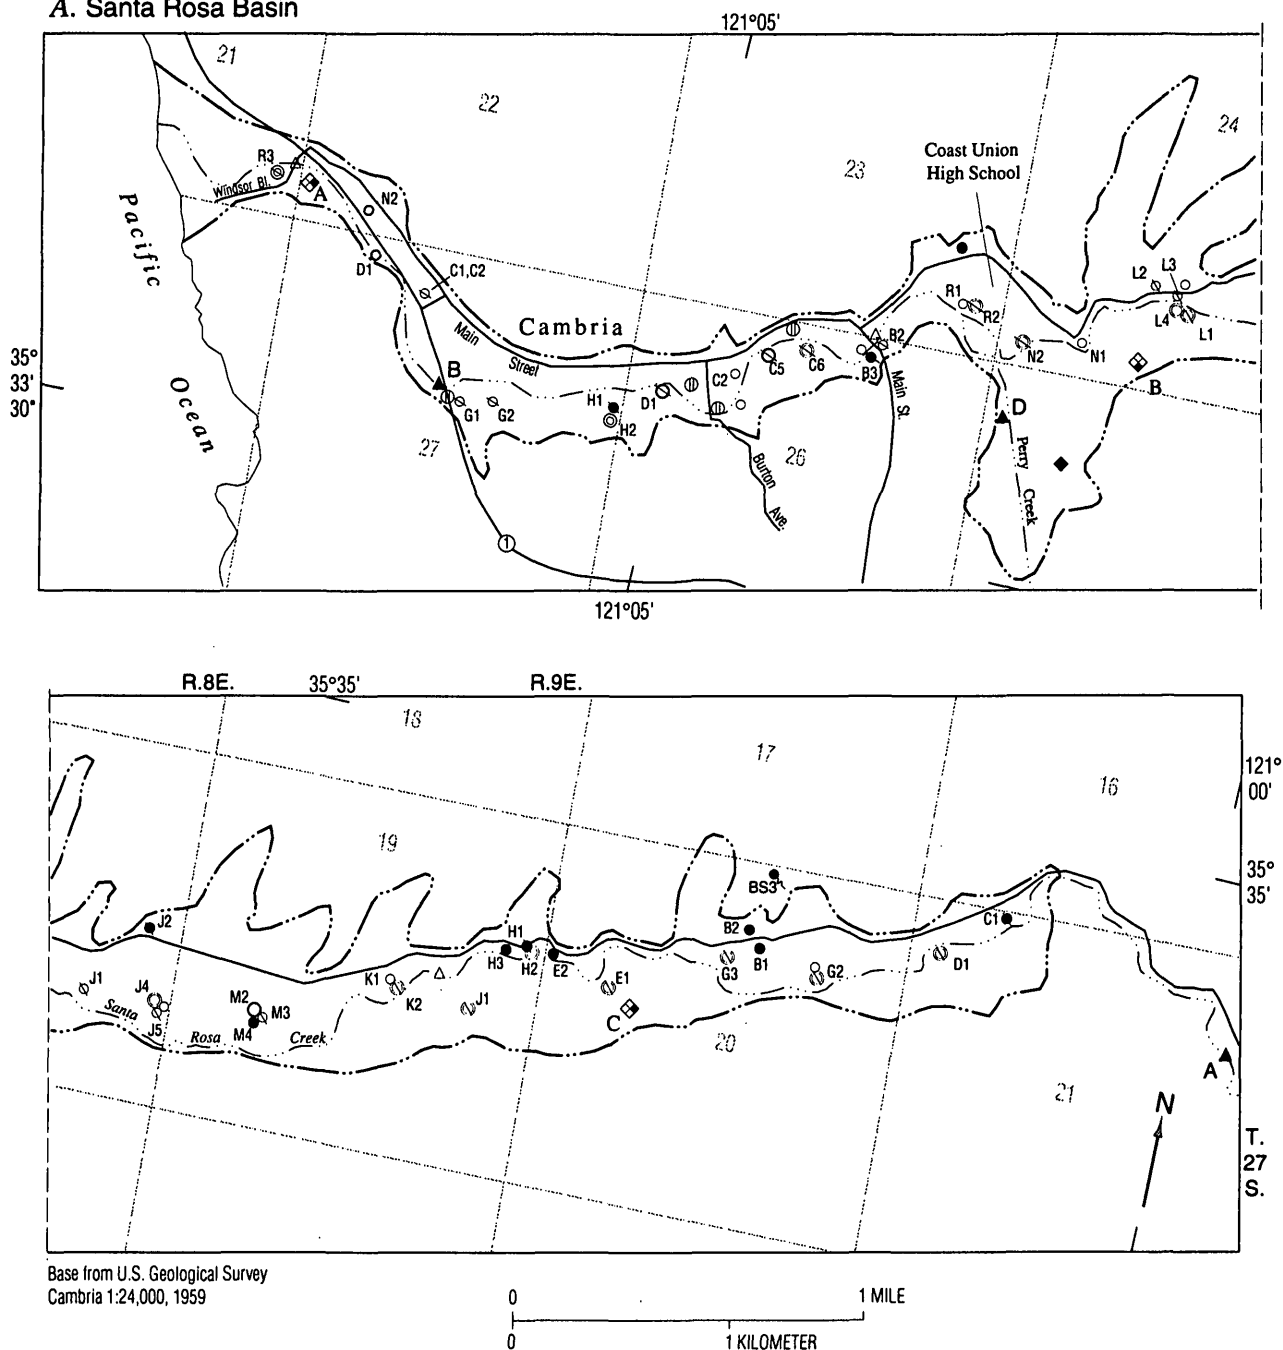 A. Santa Rosa Basin
121°05'
21
22
23
24
R3
Windsor Bl.
A
N2
D1
C1,C2
Pacific
Ocean
Coast Union
High School
Cambria
Main
Street
35°
33'
30"
B
G1
G2
H1
H2
D1
C2
C5
C6
B2
B3
Main St.
R1
R2
N2
N1
L2
L3
L4
L1
B
D
Perry
Creek
27
26
Burton
Ave.
1
121°05'
R.8E.
35°35'
R.9E.
18
17
16
121°
00'
19
35°
35'
BS3
J2
B2
B1
C1
H1
H3
H2
E2
G3
G2
D1
J1
J4
J5
Santa
Rosa
Creek
M2
M3
M4
K1
K2
J1
E1
C
20
21
A
N
T.
27
S.
Base from U.S. Geological Survey
Cambria 1:24,000, 1959
0
1 MILE
0
1 KILOMETER